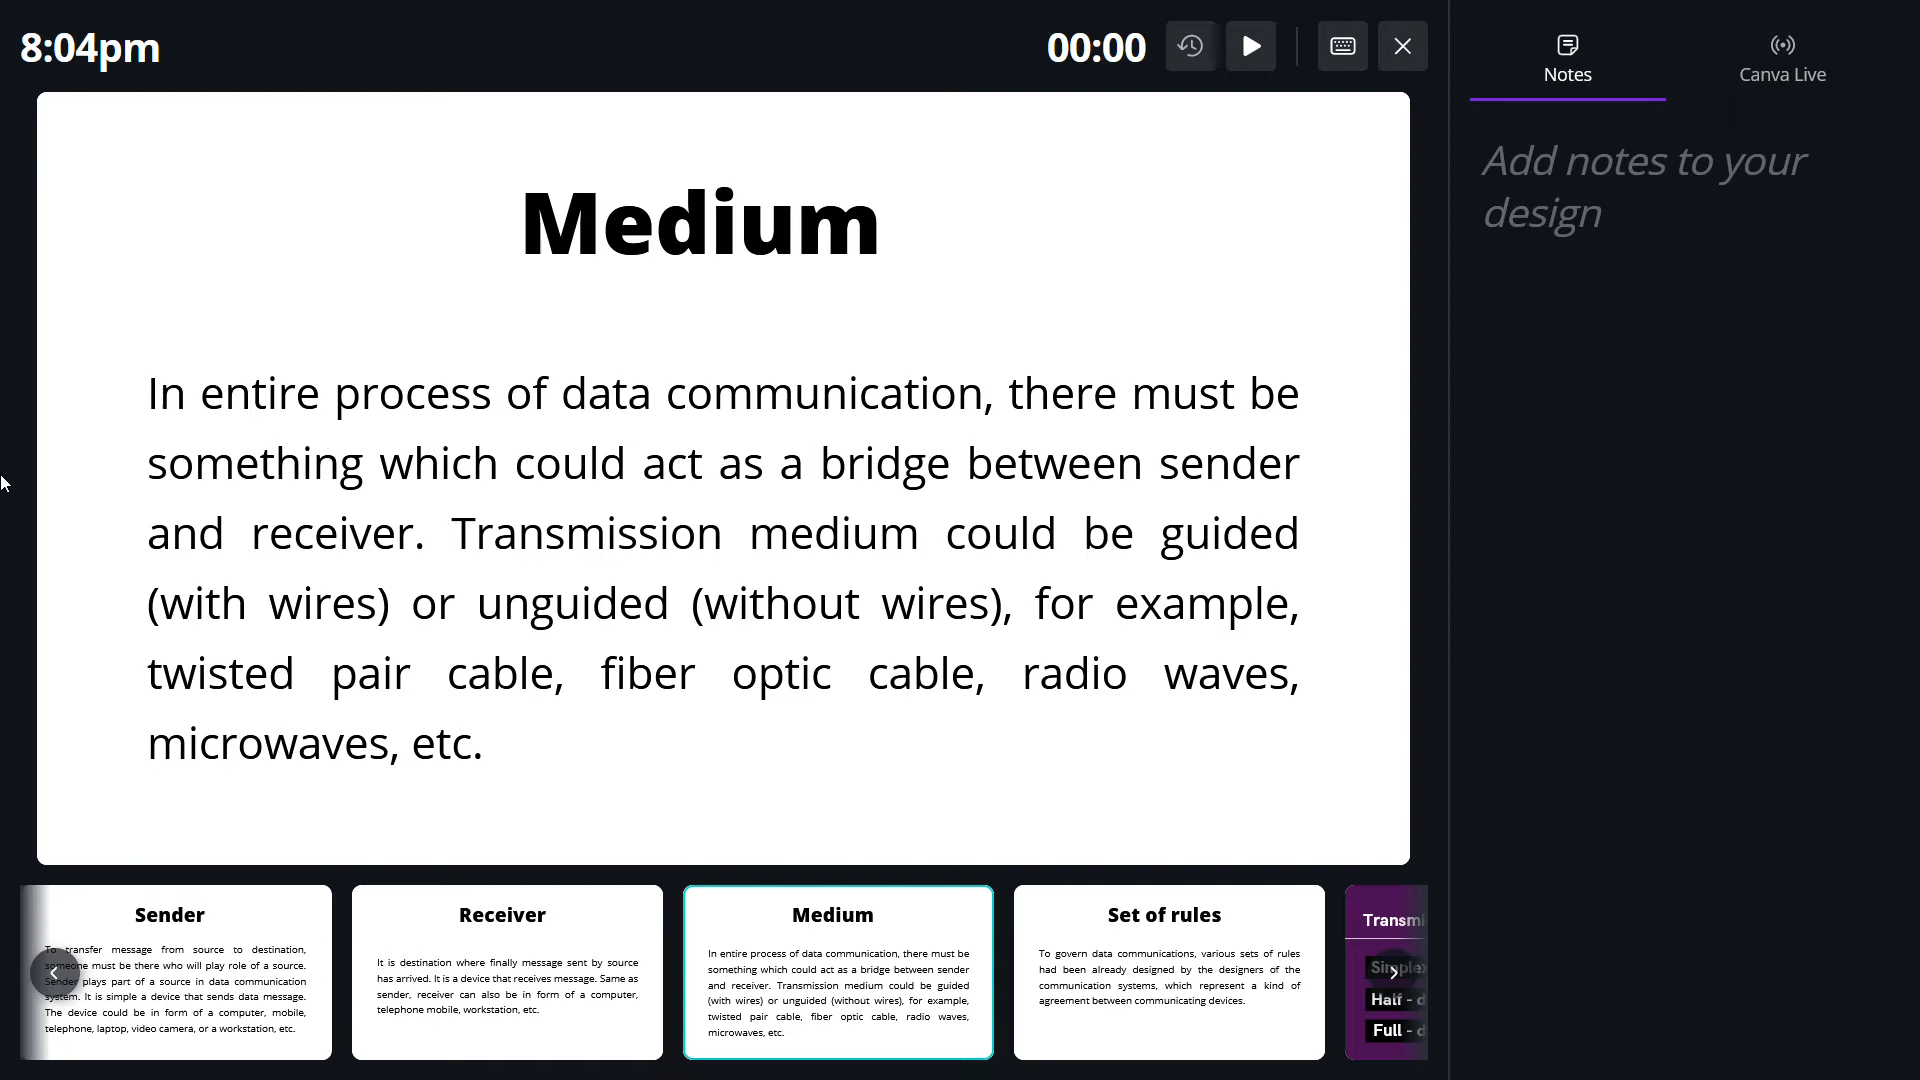 8:04pm
00:00
Notes
Canva Live
Add notes to your
design
Medium
In entire process of data communication, there must be
something which could act as a bridge between sender
and receiver. Transmission medium could be guided
(with wires) or unguided (without wires), for example,
twisted pair cable, fiber optic cable, radio waves,
microwaves, etc.
Sender
To transfer message from source to destination,
someone must be there who will play role of a source.
Sender plays part of a source in data communication
system. It is simple a device that sends data message.
The device could be in form of a computer, mobile,
telephone, laptop, video camera, or a workstation, etc.
Receiver
It is destination where finally message sent by source
has arrived. It is a device that receives message. Same as
sender, receiver can also be in form of a computer,
telephone mobile, workstation, etc.
Medium
In entire process of data communication, there must be
something which could act as a bridge between sender
and receiver. Transmission medium could be guided
(with wires) or unguided (without wires), for example,
twisted pair cable, fiber optic cable, radio waves,
microwaves, etc.
Set of rules
To govern data communications, various sets of rules
had been already designed by the designers of the
communication systems, which represent a kind of
agreement between communicating devices.
Transmi
Simplex
Half - d
Full - d